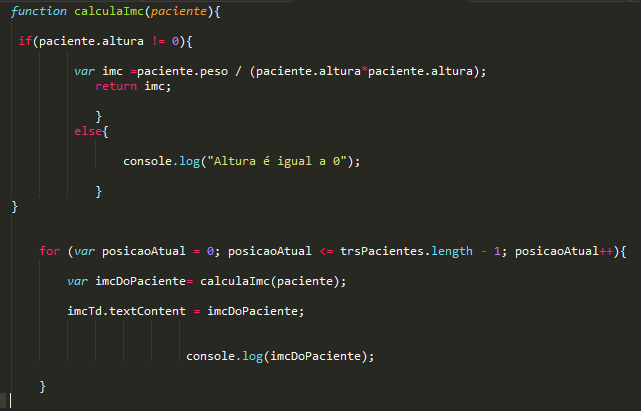 function calculaImc(paciente){
if(paciente.altura != 0){
var imc =paciente.peso / (paciente.altura*paciente.altura);
return imc;
}
else{
console.log("Altura é igual a 0");
}
}
for (var posicaoAtual = 0; posicaoAtual <= trsPacientes.length - 1; posicaoAtual++){
var imcDoPaciente= calculaImc(paciente);
imcTd.textContent = imcDoPaciente;
console.log(imcDoPaciente);
}